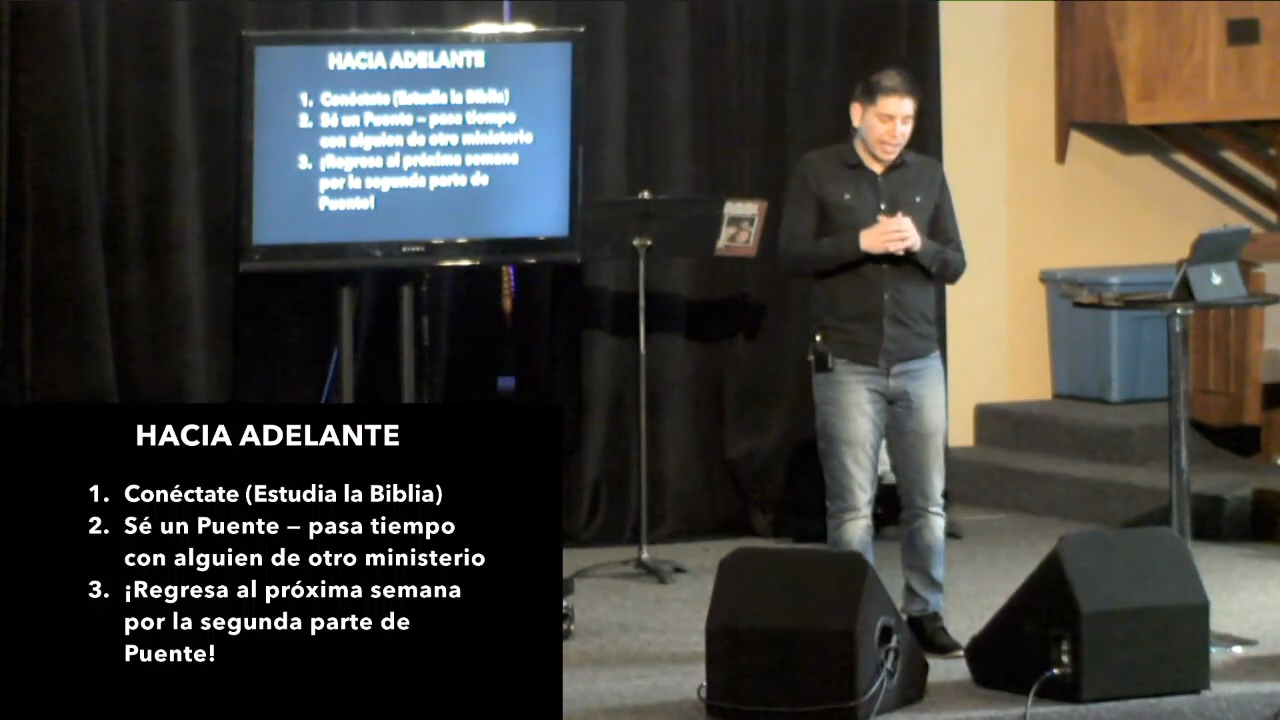 HACIA ADELANTE
1. Conéctate (Estudia la Biblia)
2. Sé un Puente – pasa tiempo
con alguien de otro ministerio
3. ¡Regresa al próxima semana
por la segunda parte de
Puente!
HACIA ADELANTE
1. Conéctate (Estudia la Biblia)
2. Sé un Puente – pasa tiempo
con alguien de otro ministerio
3. ¡Regresa al próxima semana
por la segunda parte de
Puente!